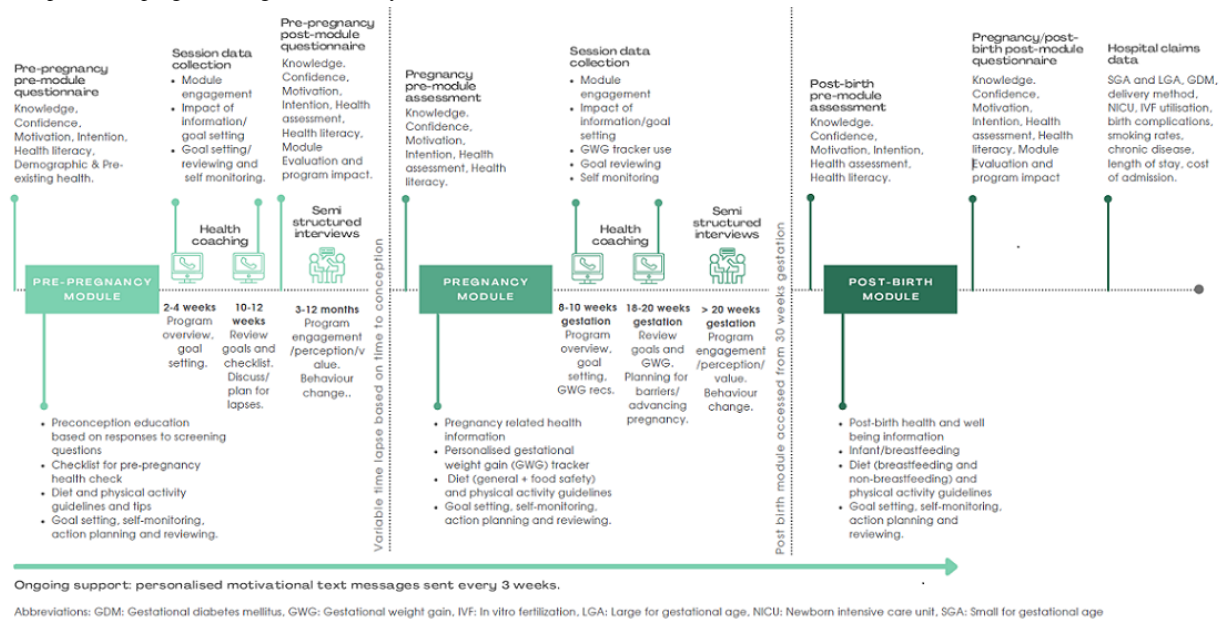 Pre-pregnancy
pre-module
questionnaire
Knowledge,
Confidence,
Motivation, Intention,
Health literacy,
Demographic & Pre-
existing health.
Session data
collection
• Module
engagement
• Impact of
information/
goal setting
• Goal setting/
reviewing and
self monitoring.
Pre-pregnancy
post-module
questionnaire
Knowledge.
Confidence,
Motivation,
Intention, Health
assessment,
Health literacy,
Module
Evaluation and
program impact.
Health
coaching
Semi
structured
interviews
PRE-PREGNANCY
MODULE
2-4 weeks
Program
overview,
goal
setting.
10-12
weeks
Review
goals and
checklist.
Discuss/
plan for
lapses.
3-12 months
Program
engagement
/perception/v
alue.
Behaviour
change..
• Preconception education
based on responses to screening
questions
• Checklist for pre-pregnancy
health check
• Diet and physical activity
guidelines and tips
• Goal setting, self-monitoring,
action planning and reviewing.
Variable time lapse based on time to conception
Pregnancy
pre-module
assessment
Knowledge.
Confidence,
Motivation,
Intention, Health
assessment, Health
literacy.
Session data
collection
• Module
engagement
• Impact of
information/goal
setting
• GWG tracker use
• Goal reviewing
• Self monitoring
Health
coaching
Semi
structured
interviews
PREGNANCY
MODULE
8-10 weeks
gestation
Program
overview,
goal
setting,
GWG recs.
18-20 weeks
gestation
Review
goals and
GWG.
Planning for
barriers/
advancing
pregnancy.
> 20 weeks
gestation
Program
engagement
/perception/
value.
Behaviour
change.
• Pregnancy related health
information
• Personalised gestational
weight gain (GWG) tracker
• Diet (general + food safety)
and physical activity guidelines
• Goal setting, self-monitoring,
action planning and reviewing.
Post birth module accessed from 30 weeks gestation
Post-birth
pre-module
assessment
Knowledge.
Confidence,
Motivation, Intention,
Health assessment,
Health literacy.
Pregnancy/post-
birth post-module
questionnaire
Knowledge.
Confidence,
Motivation,
Intention, Health
assessment, Health
literacy, Module
Evaluation and
program impact
Hospital claims
data
SGA and LGA, GDM,
delivery method,
NICU, IVF utilisation,
birth complications,
smoking rates,
chronic disease,
length of stay, cost
of admission.
POST-BIRTH
MODULE
• Post-birth health and well
being information
• Infant/breastfeeding
• Diet (breastfeeding and
non-breastfeeding) and
physical activity guidelines
• Goal setting, self-monitoring,
action planning and
reviewing.
Ongoing support: personalised motivational text messages sent every 3 weeks.
Abbreviations: GDM: Gestational diabetes mellitus, GWG: Gestational weight gain, IVF: In vitro fertilization, LGA: Large for gestational age, NICU: Newborn intensive care unit, SGA: Small for gestational age